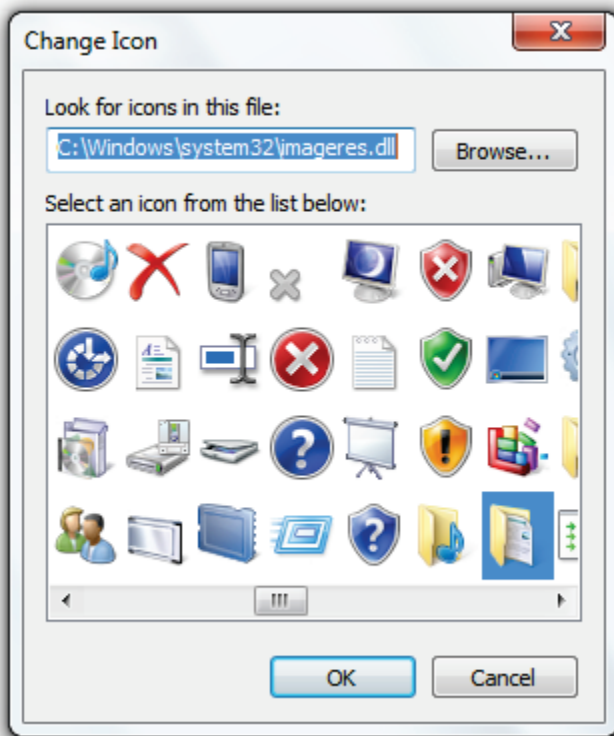 Change Icon
Look for icons in this file:
C:\Windows\system32\imageres.dll
Browse...
Select an icon from the list below:
OK
Cancel